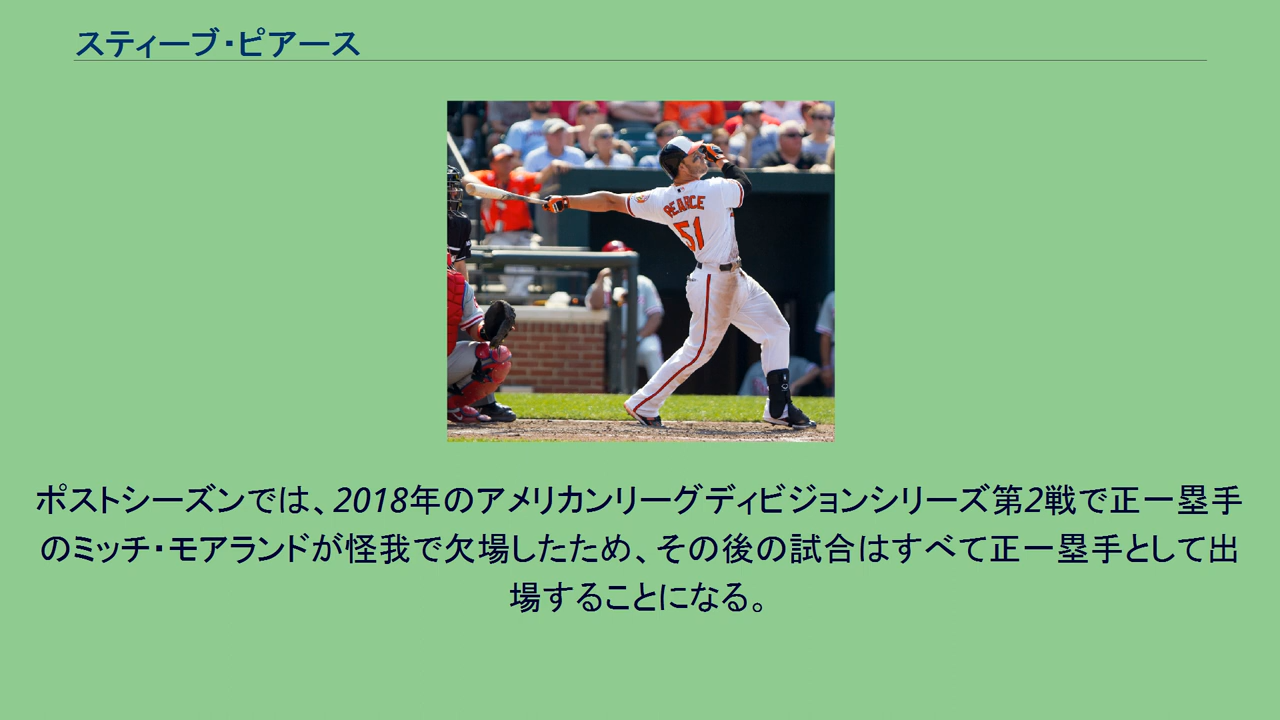 スティーブ・ピアース
PEARCE
51
ポストシーズンでは、2018年のアメリカンリーグディビジョンシリーズ第2戦で正一塁手
のミッチ・モアランドが怪我で欠場したため、その後の試合はすべて正一塁手として出
場することになる。